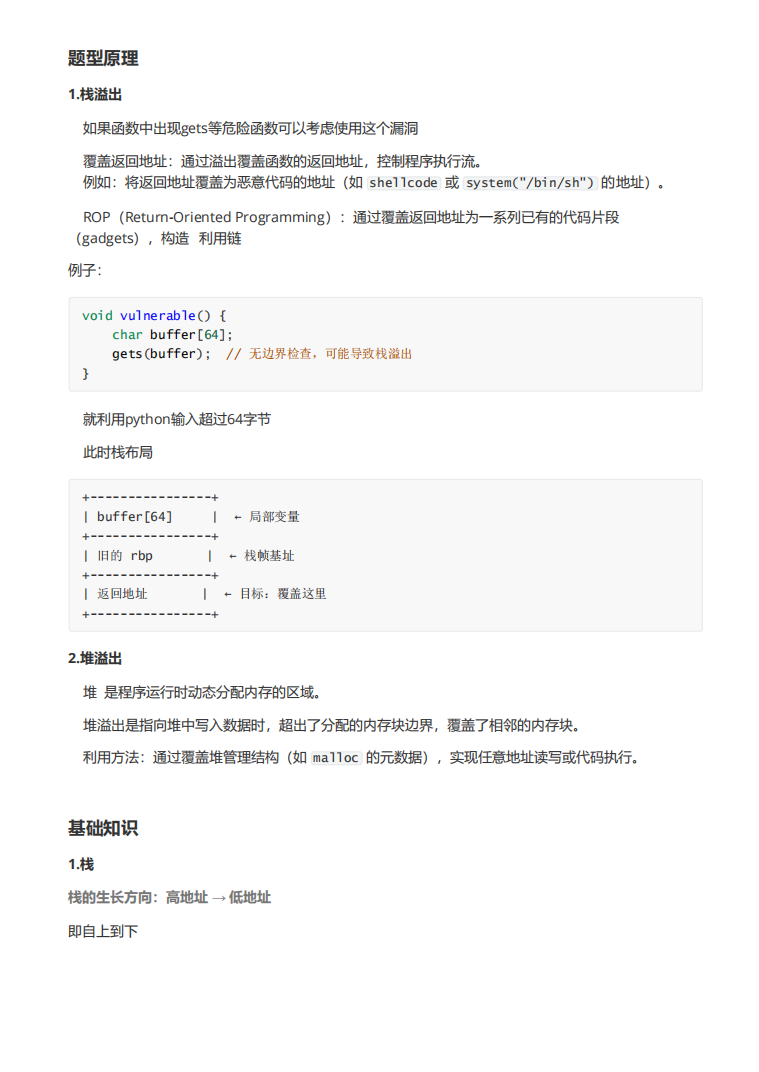 题型原理
1.栈溢出
如果函数中出现gets等危险函数可以考虑使用这个漏洞
覆盖返回地址：通过溢出覆盖函数的返回地址，控制程序执行流。
例如：将返回地址覆盖为恶意代码的地址（如 shellcode 或 system("/bin/sh") 的地址）。
ROP（Return-Oriented Programming）：通过覆盖返回地址为一系列已有的代码片段
（gadgets），构造 利用链
例子：
void vulnerable() {
    char buffer[64];
    gets(buffer);  // 无边界检查，可能导致栈溢出
}
就利用python输入超过64字节
此时栈布局
+----------------+
| buffer[64]     |  ← 局部变量
+----------------+
| 旧的 rbp       |  ← 栈帧基址
+----------------+
| 返回地址       |  ← 目标：覆盖这里
+----------------+
2.堆溢出
堆 是程序运行时动态分配内存的区域。
堆溢出是指向堆中写入数据时，超出了分配的内存块边界，覆盖了相邻的内存块。
利用方法：通过覆盖堆管理结构（如 malloc 的元数据），实现任意地址读写或代码执行。
基础知识
1.栈
栈的生长方向：高地址 → 低地址
即自上到下